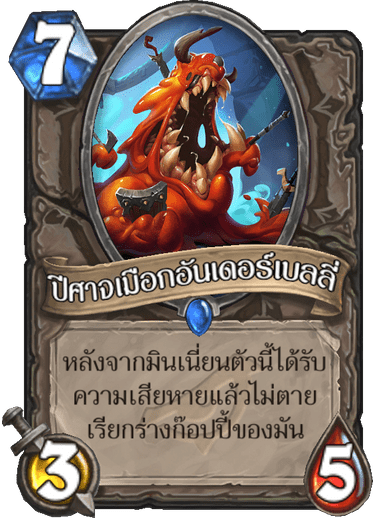 7
ปีศาจเมือกอันเดอร์เบลลี่
หลังจากมินเนี่ยนตัวนี้ได้รับ
ความเสียหายแล้วไม่ตาย
เรียกร่างก๊อปปี้ของมัน
3
5